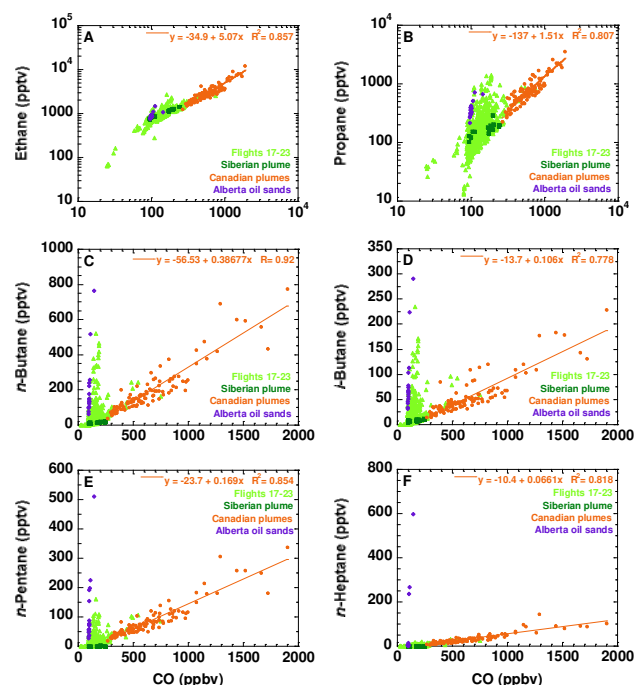 A
y = -34.9 + 5.07x R² = 0.857
10⁵
10⁴
1000
100
10
10 100 1000 10⁴
Ethane (pptv)
Flights 17-23
Siberian plume
Canadian plumes
Alberta oil sands
B
y = -137 + 1.51x R² = 0.807
10⁴
1000
100
10
10 100 1000 10⁴
Propane (pptv)
Flights 17-23
Siberian plume
Canadian plumes
Alberta oil sands
C
y = -56.53 + 0.38677x R= 0.92
1000
800
600
400
200
0
0 500 1000 1500 2000
n-Butane (pptv)
Flights 17-23
Siberian plume
Canadian plumes
Alberta oil sands
D
y = -13.7 + 0.106x R² = 0.778
350
300
250
200
150
100
50
0
0 500 1000 1500 2000
i-Butane (pptv)
Flights 17-23
Siberian plume
Canadian plumes
Alberta oil sands
E
y = -23.7 + 0.169x R² = 0.854
600
500
400
300
200
100
0
0 500 1000 1500 2000
n-Pentane (pptv)
CO (ppbv)
Flights 17-23
Siberian plume
Canadian plumes
Alberta oil sands
F
y = -10.4 + 0.0661x R² = 0.818
800
600
400
200
0
0 500 1000 1500 2000
n-Heptane (pptv)
CO (ppbv)
Flights 17-23
Siberian plume
Canadian plumes
Alberta oil sands